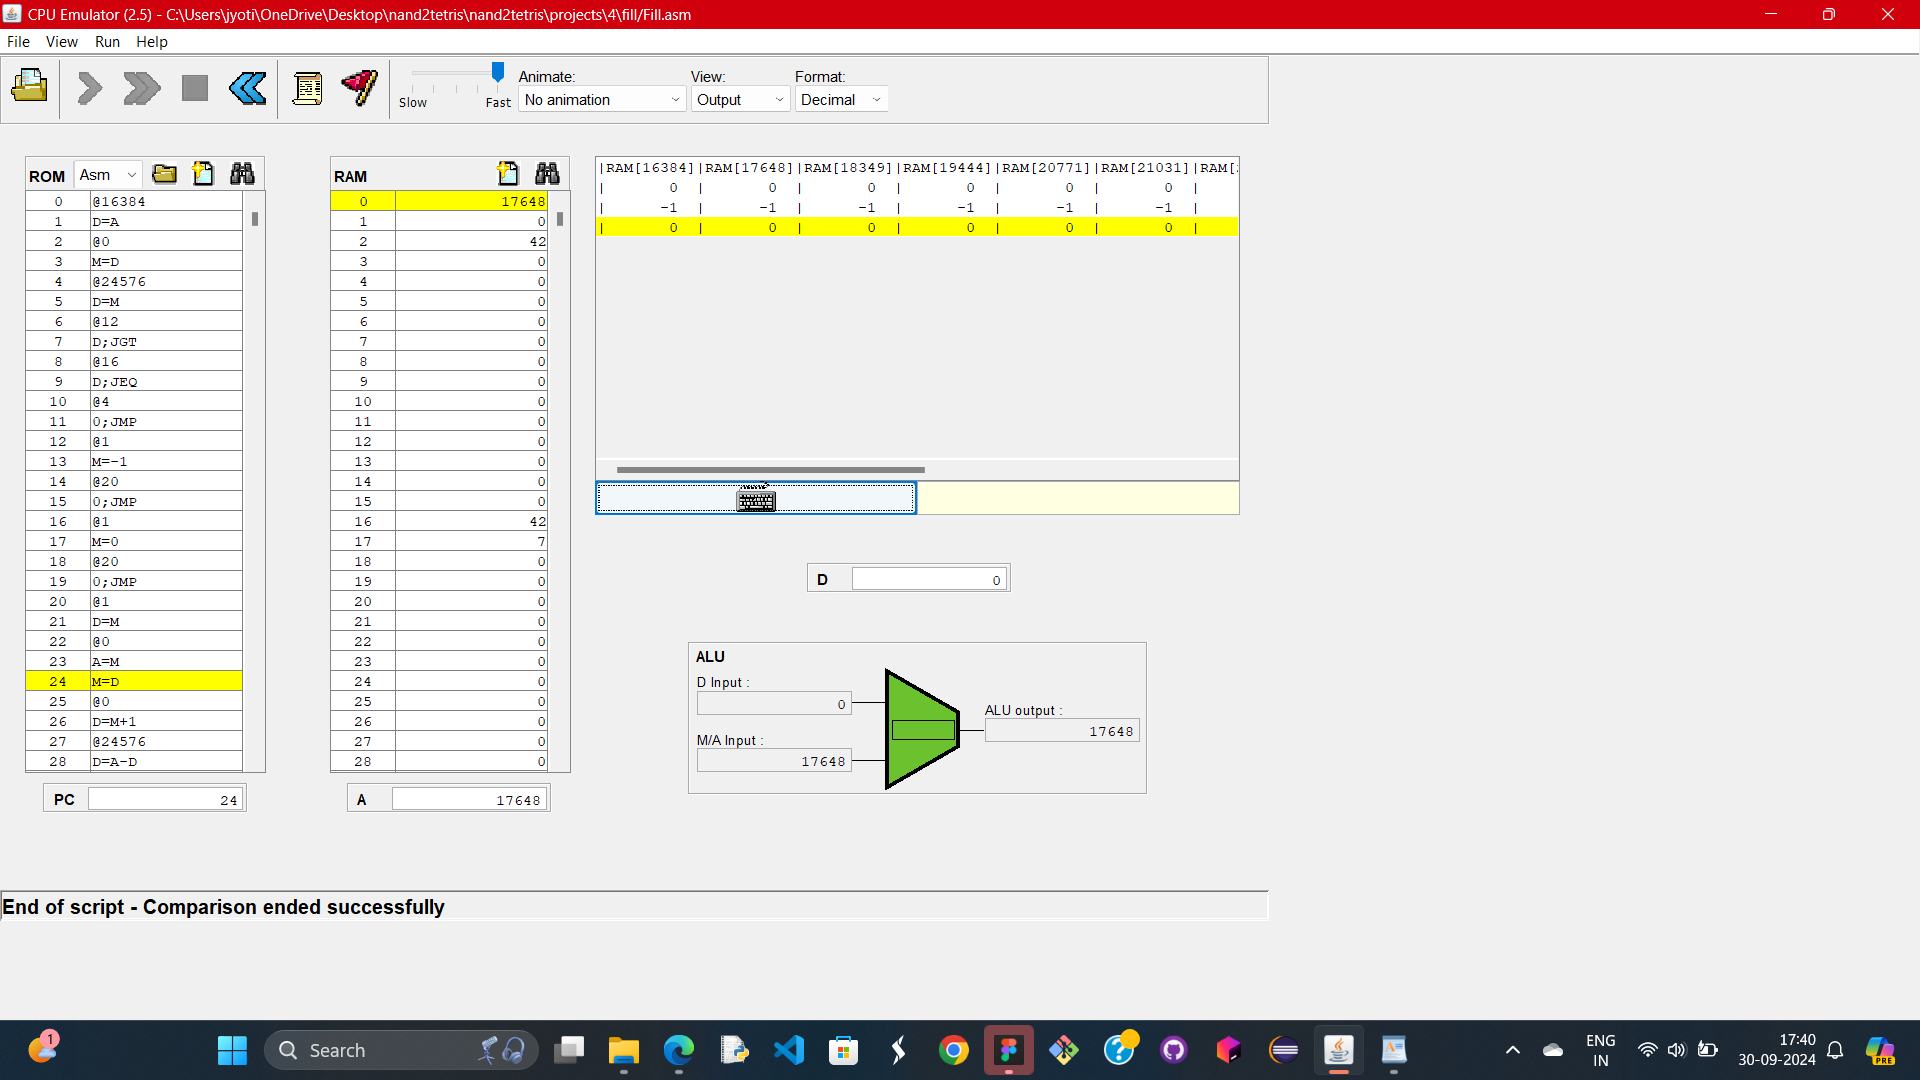 CPU Emulator (2.5) - C:\Users\jyoti\OneDrive\Desktop\nand2tetris\nand2tetris\projects\4\fill/Fill.asm
File View Run Help
Slow Fast
Animate:
No animation
View:
Output
Format:
Decimal
ROM Asm
0 @16384
1 D=A
2 @0
3 M=D
4 @24576
5 D=M
6 @12
7 D;JGT
8 @16
9 D;JEQ
10 @4
11 0;JMP
12 @1
13 M=-1
14 @20
15 0;JMP
16 @1
17 M=0
18 @20
19 0;JMP
20 @1
21 D=M
22 @0
23 A=M
24 M=D
25 @0
26 D=M+1
27 @24576
28 D=A-D
PC 24
RAM
0 17648
1 0
2 42
3 0
4 0
5 0
6 0
7 0
8 0
9 0
10 0
11 0
12 0
13 0
14 0
15 0
16 42
17 7
18 0
19 0
20 0
21 0
22 0
23 0
24 0
25 0
26 0
27 0
28 0
A 17648
|RAM[16384]|RAM[17648]|RAM[18349]|RAM[19444]|RAM[20771]|RAM[21031]|RAM[
| 0 | 0 | 0 | 0 | 0 | 0 |
| -1 | -1 | -1 | -1 | -1 | -1 |
| 0 | 0 | 0 | 0 | 0 | 0 |
D 0
ALU
D Input :
0
M/A Input :
17648
ALU output :
17648
End of script - Comparison ended successfully
1
Search
ENG
IN
17:40
30-09-2024
PRE